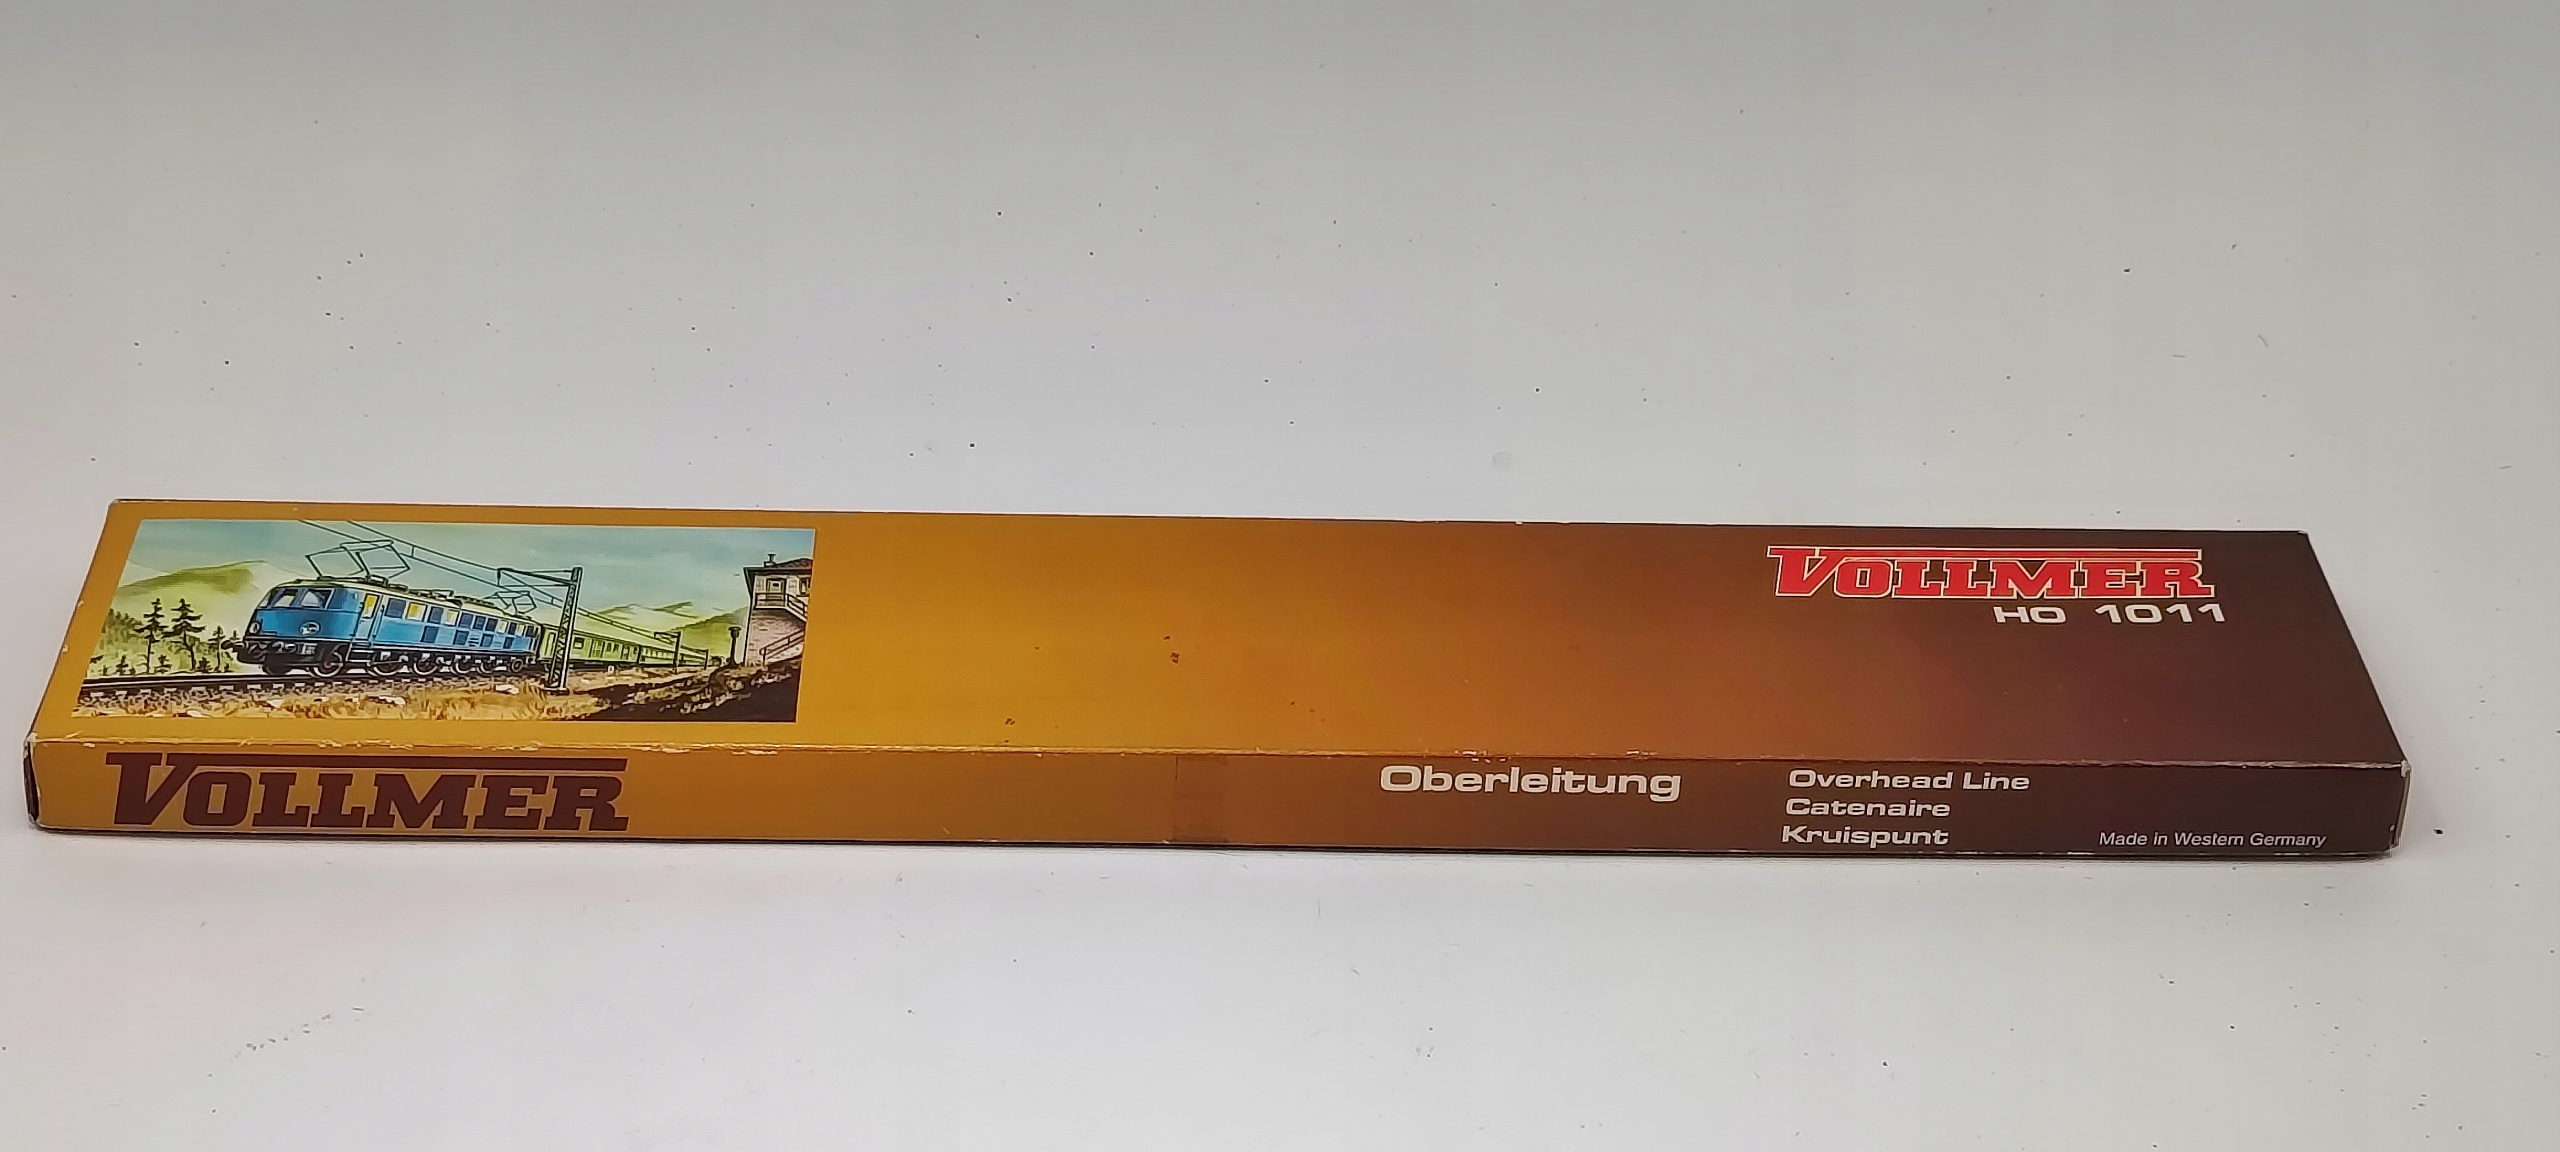 VOLLMER
HO 1011
VOLLMER
Oberleitung
Overhead Line
Catenaire
Kruispunt
Made in Western Germany